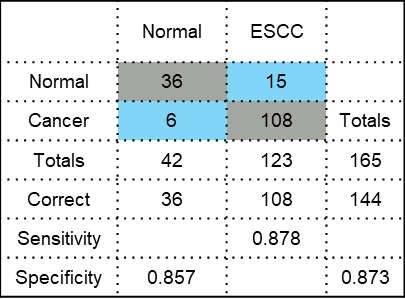 Normal ESCC
Normal 36 15
Cancer 6 108 Totals
Totals 42 123 165
Correct 36 108 144
Sensitivity 0.878
Specificity 0.857 0.873